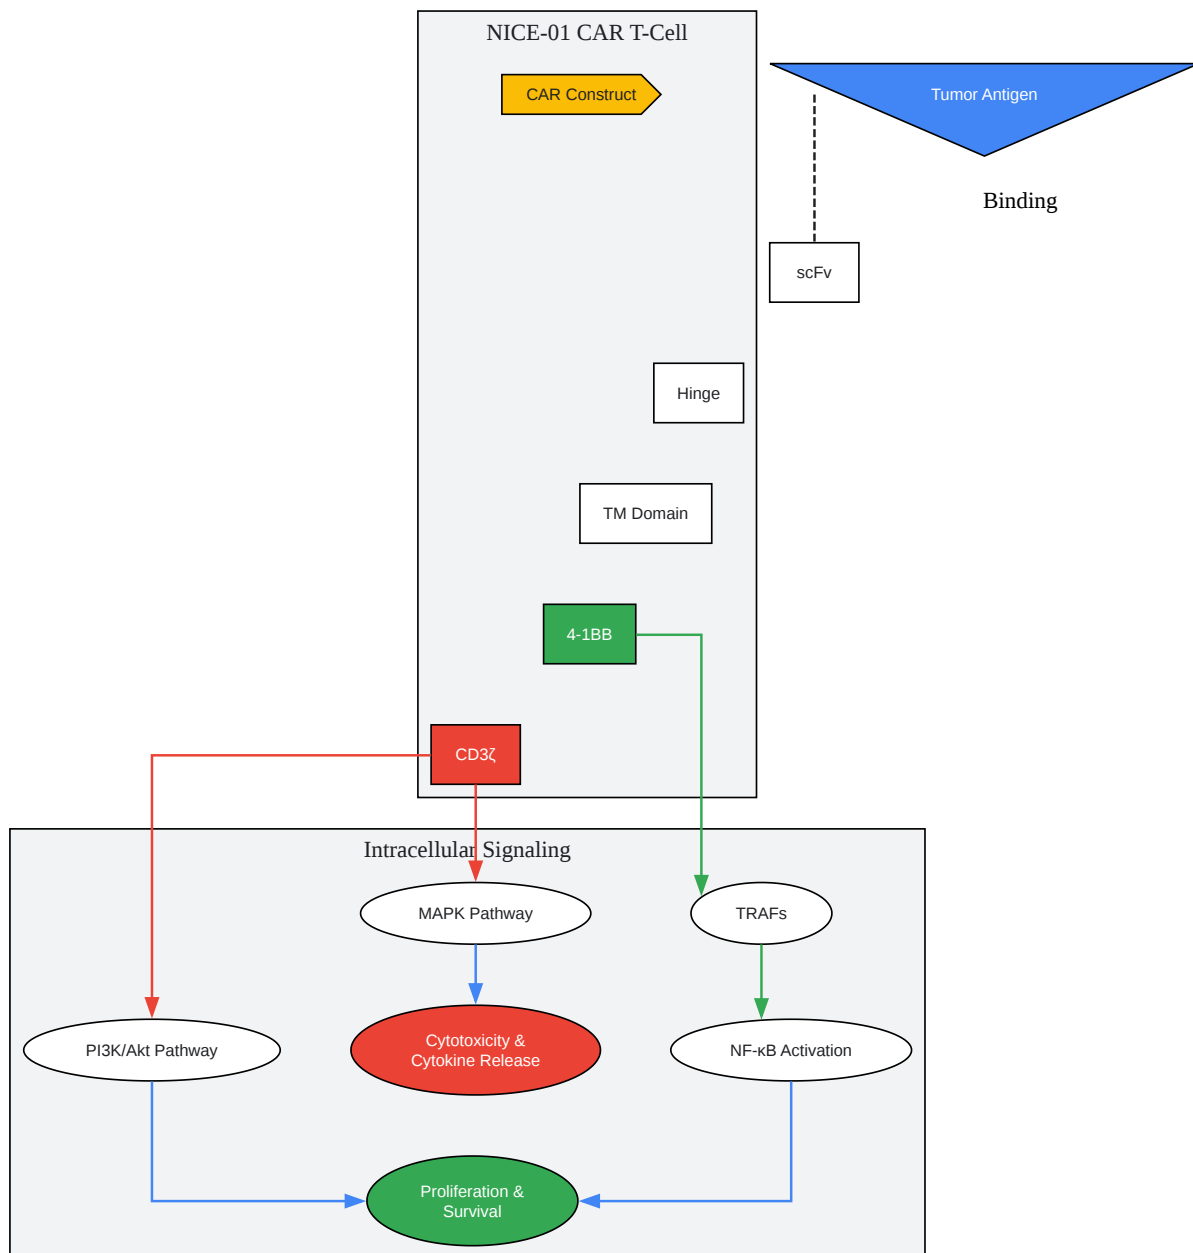 NICE-01 CAR T-Cell
CAR Construct
Tumor Antigen
Binding
scFv
Hinge
TM Domain
4-1BB
CD3ζ
Intracellular Signaling
MAPK Pathway
TRAFs
PI3K/Akt Pathway
Cytotoxicity &
Cytokine Release
NF-κB Activation
Proliferation &
Survival